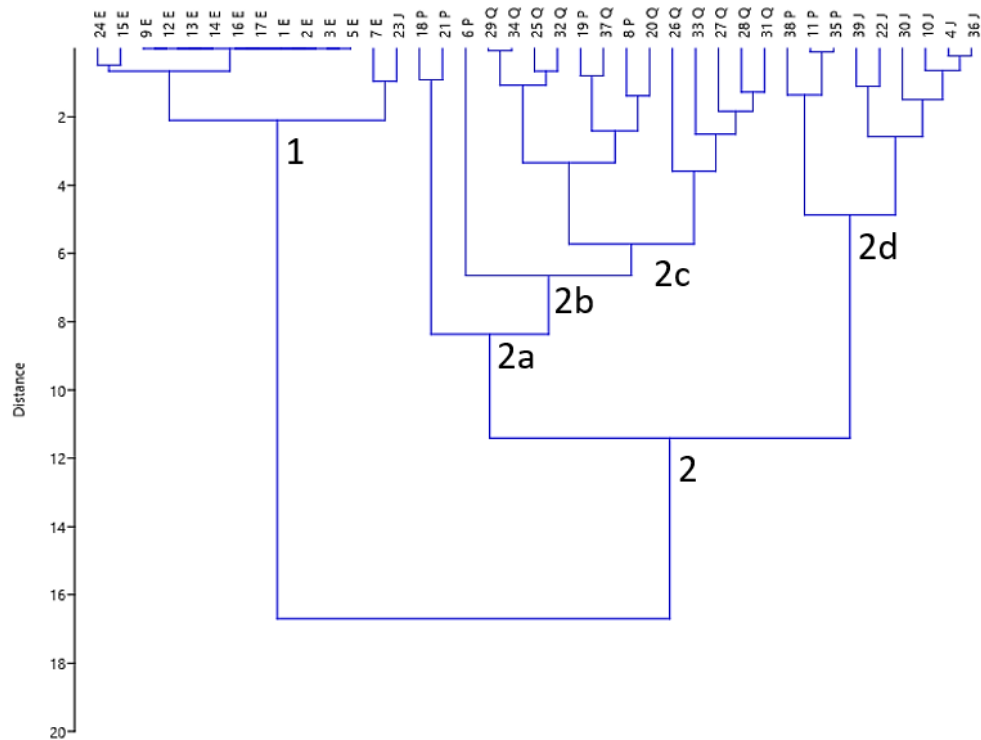 24 E
15 E
9 E
12 E
13 E
14 E
16 E
17 E
1 E
2 E
3 E
5 E
7 E
23 J
18 P
21 P
6 P
29 Q
34 Q
25 Q
32 Q
19 P
37 Q
8 P
20 Q
26 Q
33 Q
27 Q
28 Q
31 Q
38 P
11 P
35 P
39 J
22 J
30 J
10 J
4 J
36 J
2
1
4
2d
6
2c
2b
8
2a
Distance
10
12
2
14
16
18
20